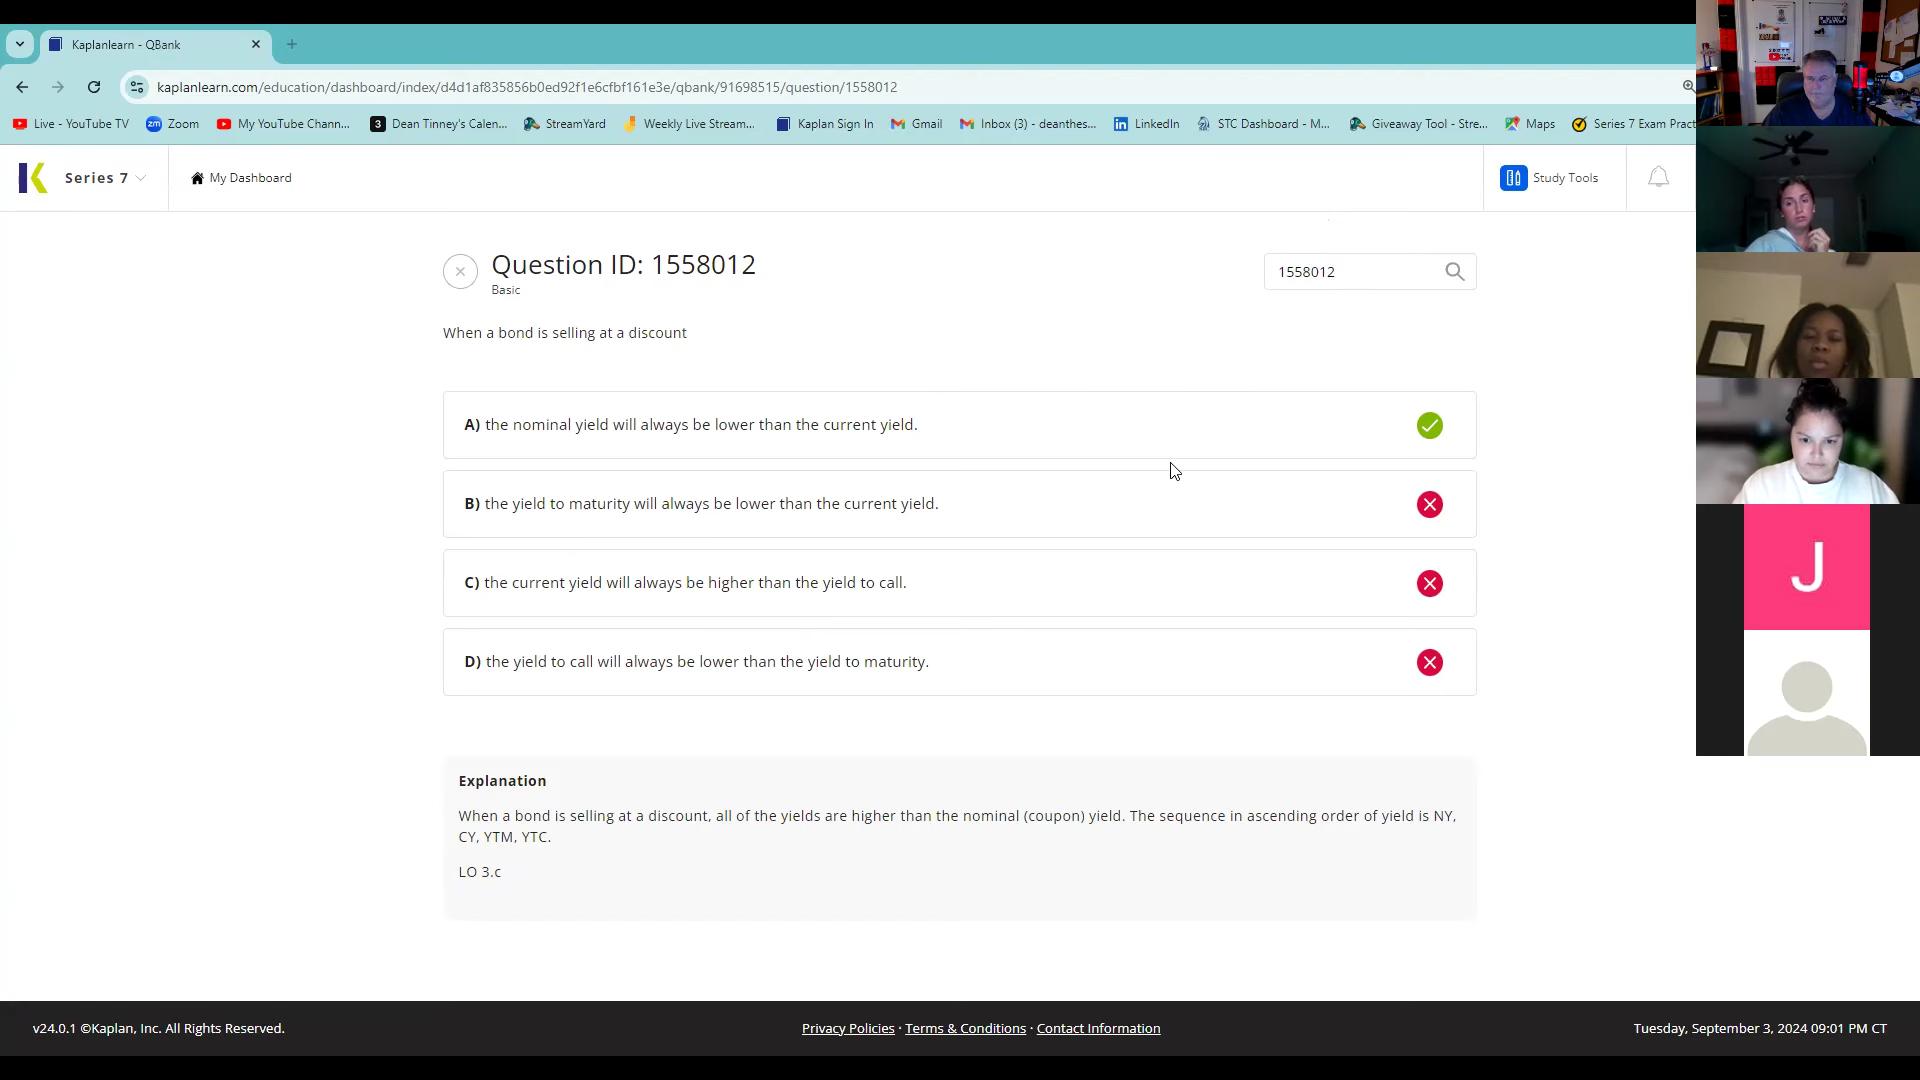 Kaplanlearn - QBank
kaplanlearn.com/education/dashboard/index/d4d1af835856b0ed92f1e6cfbf161e3e/qbank/91698515/question/1558012
Live - YouTube TV
Zoom
My YouTube Chann...
Dean Tinney's Calen...
StreamYard
Weekly Live Stream...
Kaplan Sign In
Gmail
Inbox (3) - deanthes...
LinkedIn
STC Dashboard - M...
Giveaway Tool - Stre...
Maps
Series 7 Exam Pract
Series 7
My Dashboard
Study Tools
Question ID: 1558012
Basic
1558012
When a bond is selling at a discount
A) the nominal yield will always be lower than the current yield.
B) the yield to maturity will always be lower than the current yield.
C) the current yield will always be higher than the yield to call.
D) the yield to call will always be lower than the yield to maturity.
Explanation
When a bond is selling at a discount, all of the yields are higher than the nominal (coupon) yield. The sequence in ascending order of yield is NY,
CY, YTM, YTC.
LO 3.c
J
v24.0.1 ©Kaplan, Inc. All Rights Reserved.
Privacy Policies · Terms & Conditions · Contact Information
Tuesday, September 3, 2024 09:01 PM CT